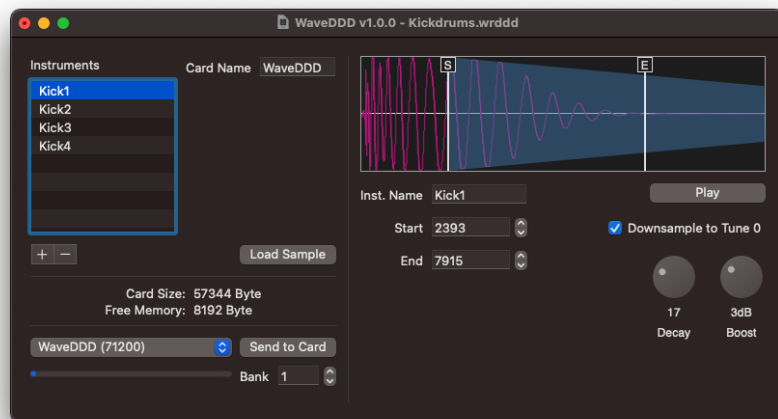 WaveDDD v1.0.0 - Kickdrums.wrddd
Instruments
Card Name WaveDDD
Kick1
Kick2
Kick3
Kick4
+ −
Load Sample
Card Size: 57344 Byte
Free Memory: 8192 Byte
WaveDDD (71200)
Send to Card
Bank 1
S E
Inst. Name Kick1
Play
Start 2393
Downsample to Tune 0
End 7915
17 3dB
Decay Boost